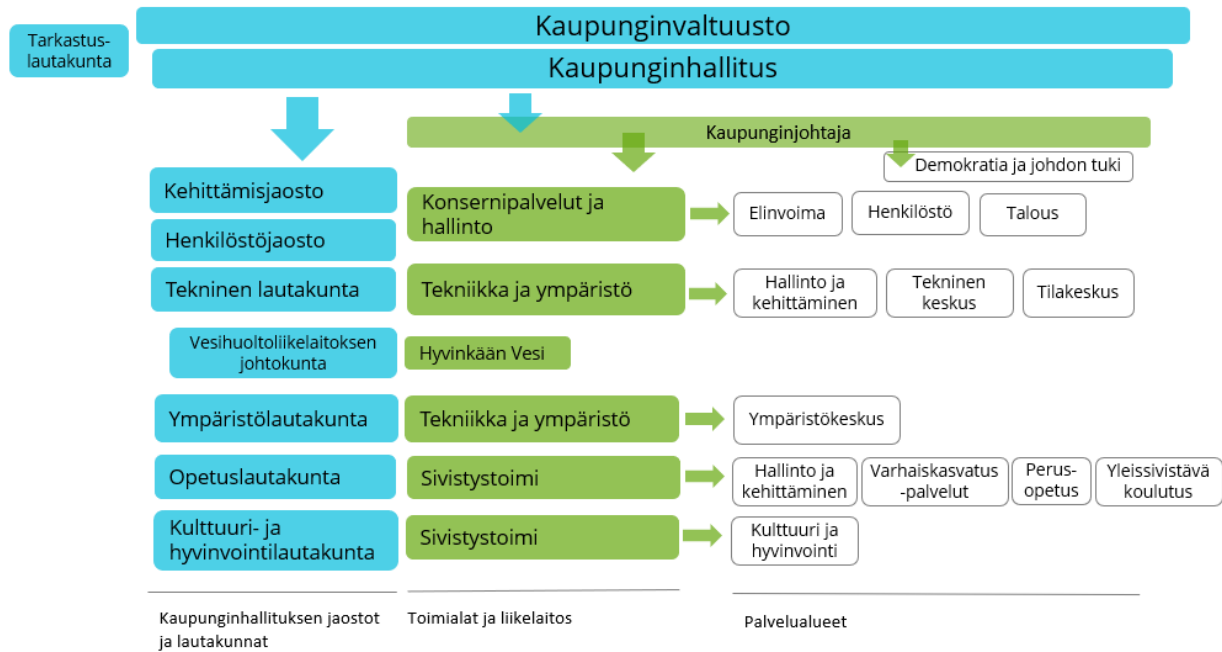 Kaupunginvaltuusto
Tarkastus-
lautakunta
Kaupunginhallitus
Kaupunginjohtaja
Demokratia ja johdon tuki
Kehittämisjaosto
Konsernipalvelut ja
hallinto
Elinvoima
Henkilöstö
Talous
Henkilöstöjaosto
Tekninen lautakunta
Tekniikka ja ympäristö
Hallinto ja
kehittäminen
Tekninen
keskus
Tilakeskus
Vesihuoltoliikelaitoksen
johtokunta
Hyvinkään Vesi
Ympäristölautakunta
Tekniikka ja ympäristö
Ympäristökeskus
Opetuslautakunta
Sivistystoimi
Hallinto ja
kehittäminen
Varhaiskasvatus
-palvelut
Perus-
opetus
Yleissivistävä
koulutus
Kulttuuri- ja
hyvinvointilautakunta
Sivistystoimi
Kulttuuri ja
hyvinvointi
Kaupunginhallituksen jaostot
ja lautakunnat
Toimialat ja liikelaitos
Palvelualueet